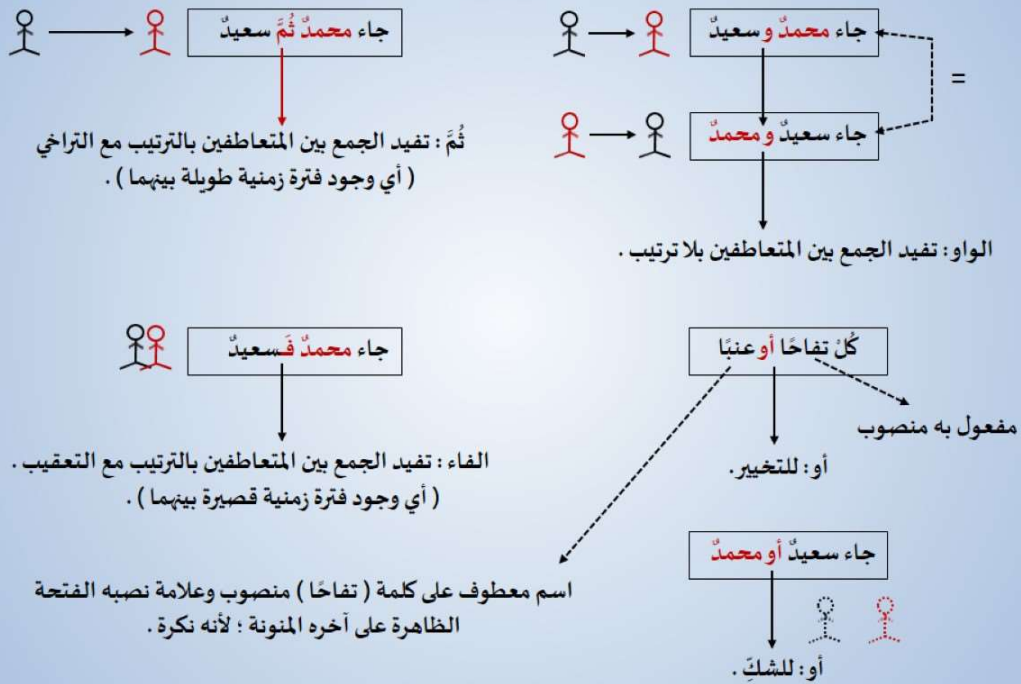 جاء محمدٌ وسعيدٌ
=
جاء سعيدٌ ومحمدٌ
الواو : تفيد الجمع بين المتعاطفين بلا ترتيب .
جاء محمدٌ ثُمَّ سعيدٌ
ثُمَّ : تفيد الجمع بين المتعاطفين بالترتيب مع التراخي
( أي وجود فترة زمنية طويلة بينهما ) .
كُلْ تفاحًا أو عنبًا
مفعول به منصوب
أو : للتخيير .
جاء محمدٌ فَسعيدٌ
الفاء : تفيد الجمع بين المتعاطفين بالترتيب مع التعقيب .
( أي وجود فترة زمنية قصيرة بينهما ) .
اسم معطوف على كلمة ( تفاحًا ) منصوب وعلامة نصبه الفتحة
الظاهرة على آخره المنونة ؛ لأنه نكرة .
جاء سعيدٌ أو محمدٌ
أو : للشكِّ .